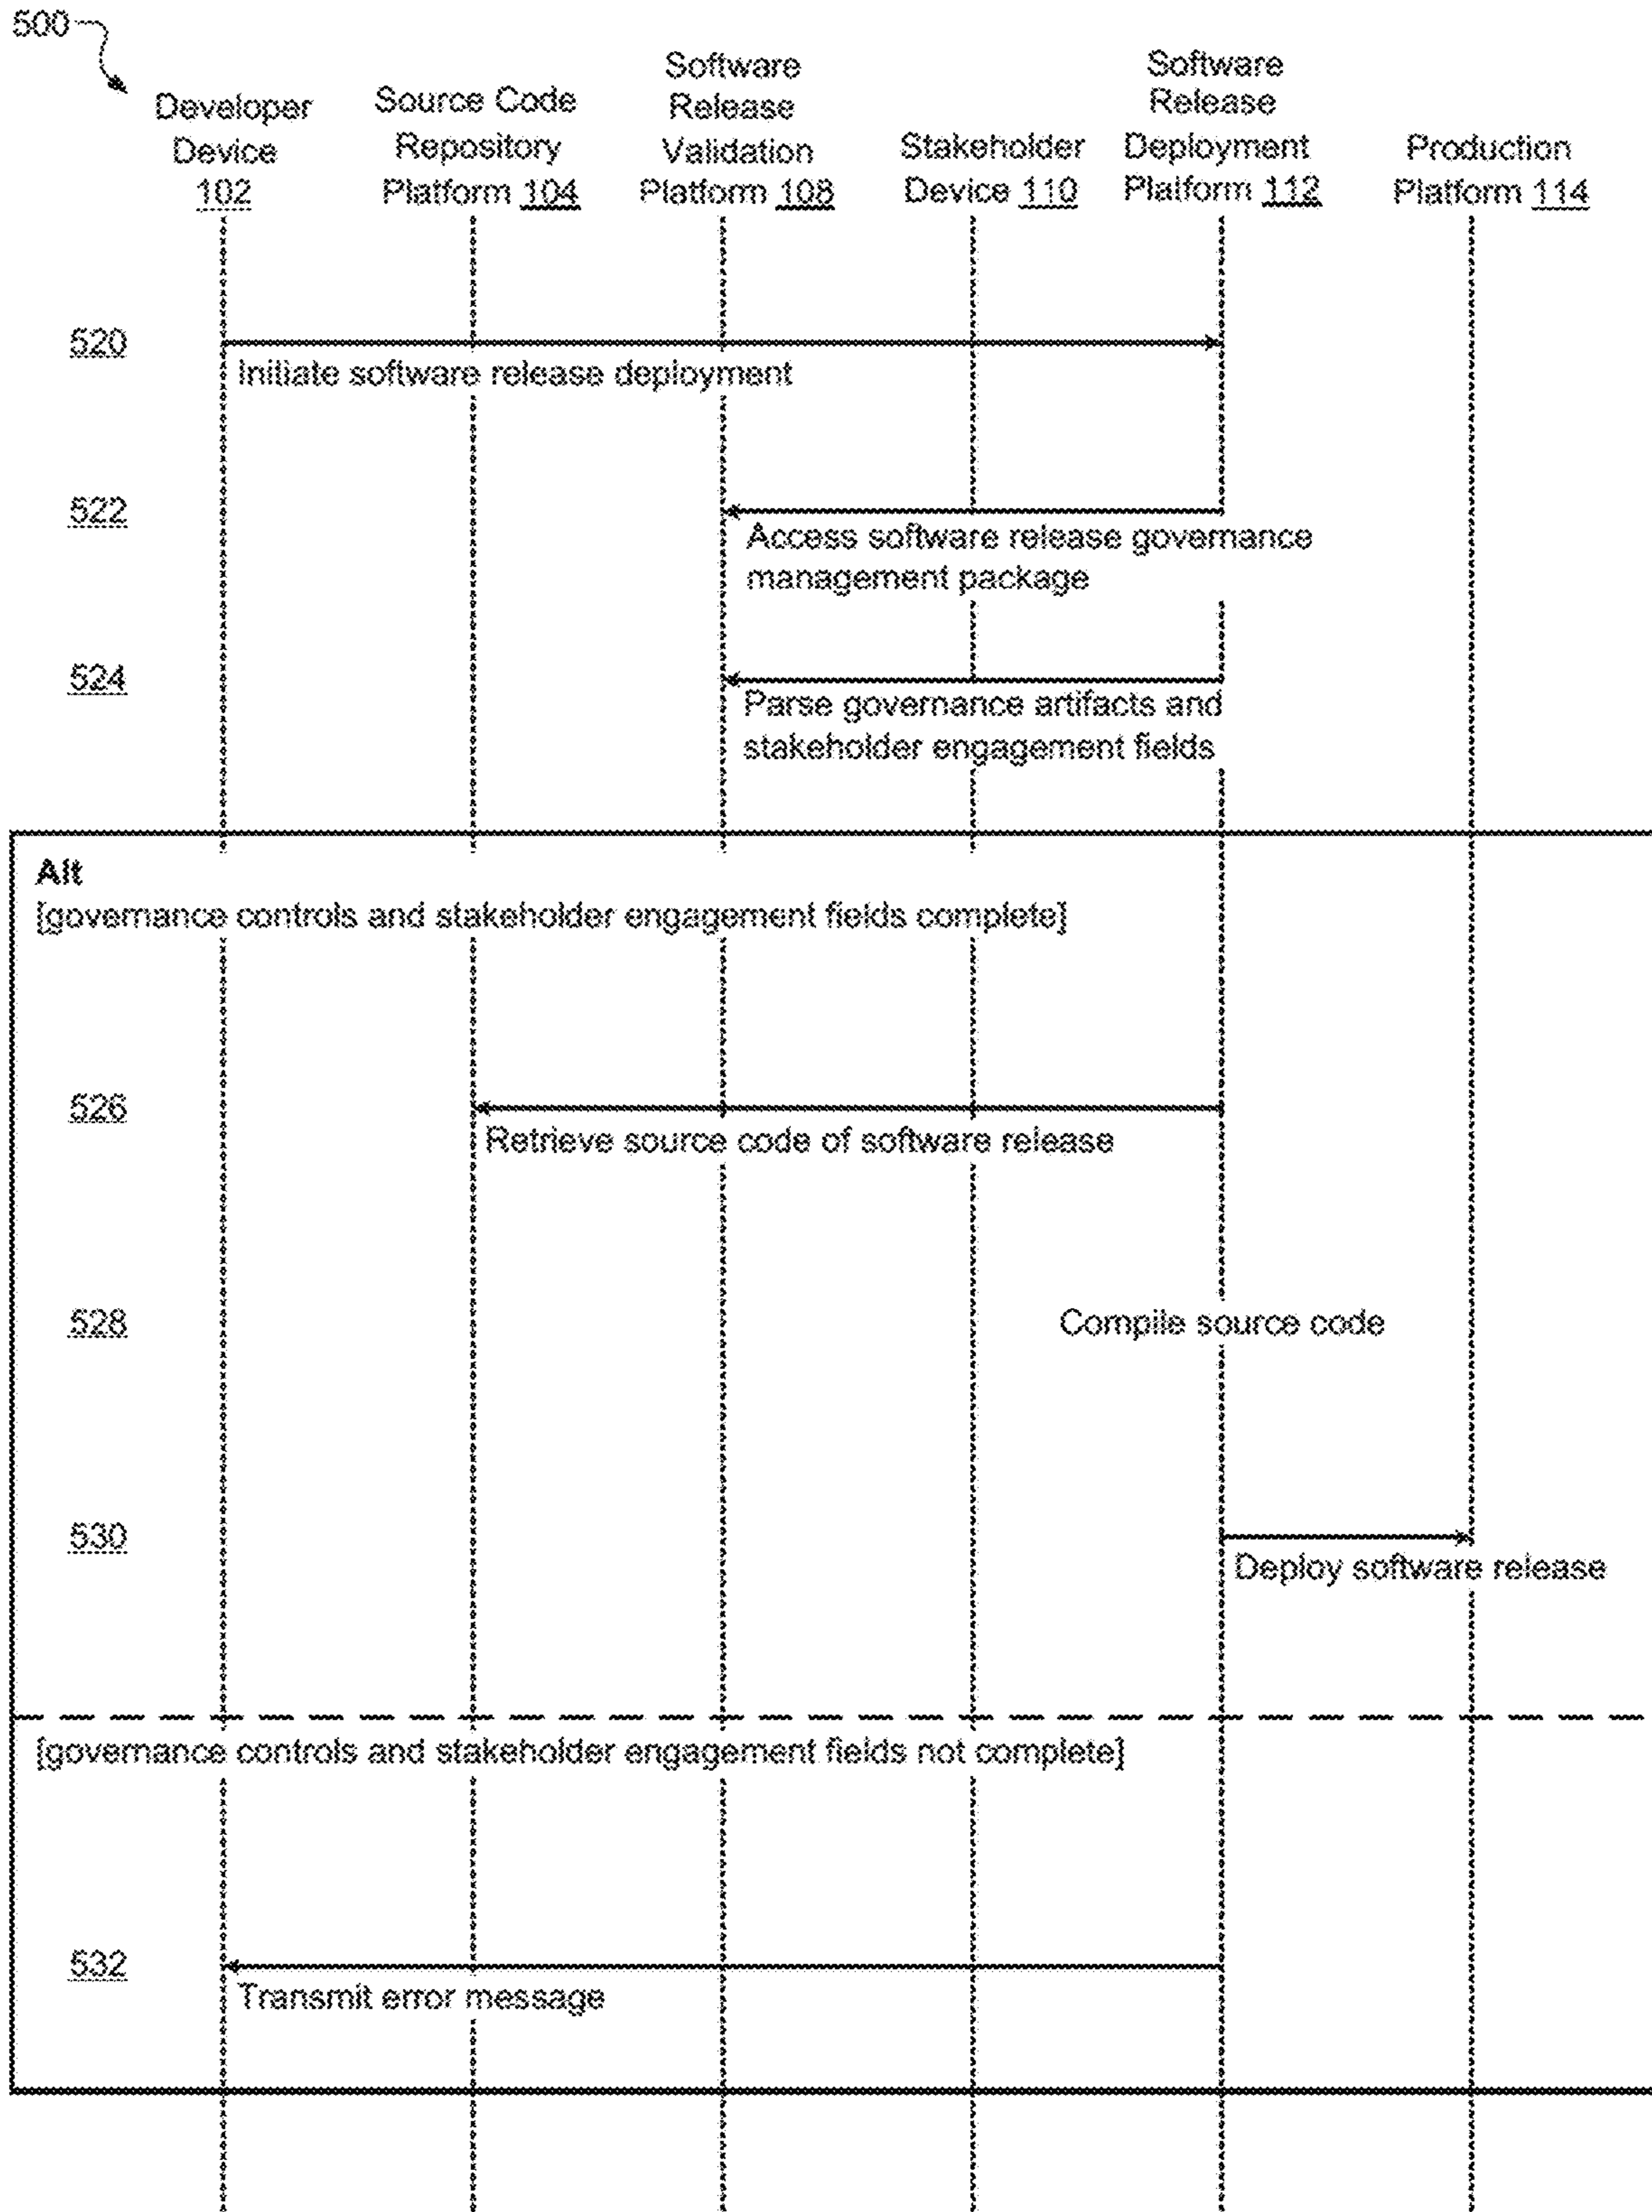 500
Developer
Device
102
Source Code
Repository
Platform 104
Software
Release
Validation
Platform 108
Stakeholder
Device 110
Software
Release
Deployment
Platform 112
Production
Platform 114
520
Initiate software release deployment
522
Access software release governance
management package
524
Parse governance artifacts and
stakeholder engagement fields
Alt
[governance controls and stakeholder engagement fields complete]
526
Retrieve source code of software release
528
Compile source code
530
Deploy software release
[governance controls and stakeholder engagement fields not complete]
532
Transmit error message